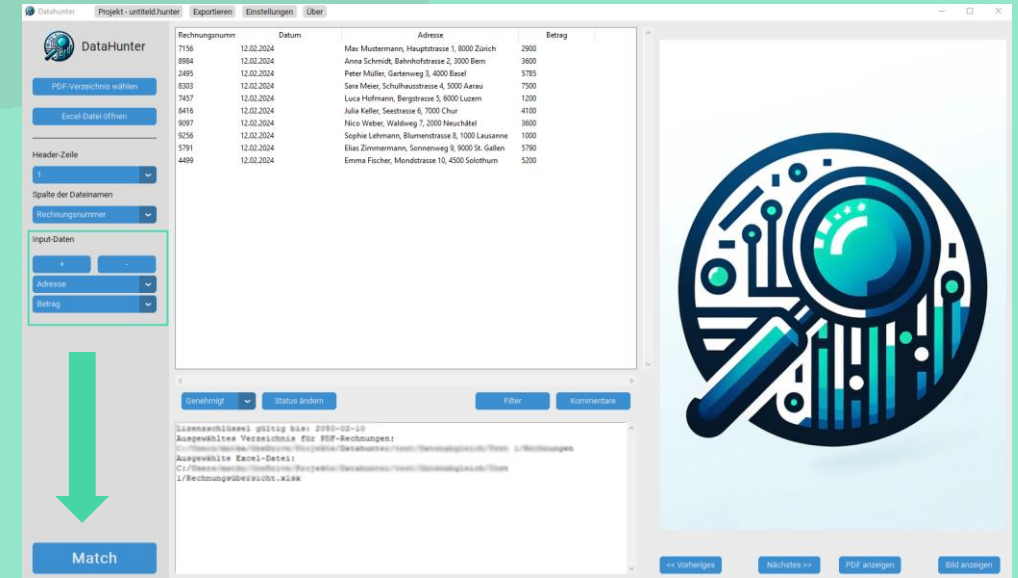 Datahunter Projekt - untiteld.hunter Exportieren Einstellungen Über
DataHunter
PDF-Verzeichnis wählen
Excel-Datei öffnen
Header-Zeile
1
Spalte der Dateinamen
Rechnungsnummer
Input-Daten
+ -
Adresse
Betrag
Match
Rechnungsnumm Datum Adresse Betrag
7156 12.02.2024 Max Mustermann, Hauptstrasse 1, 8000 Zürich 2900
8984 12.02.2024 Anna Schmidt, Bahnhofstrasse 2, 3000 Bern 3600
2495 12.02.2024 Peter Müller, Gartenweg 3, 4000 Basel 5785
8303 12.02.2024 Sara Meier, Schulhausstrasse 4, 5000 Aarau 7500
7457 12.02.2024 Luca Hofmann, Bergstrasse 5, 6000 Luzern 1200
8416 12.02.2024 Julia Keller, Seestrasse 6, 7000 Chur 4100
9097 12.02.2024 Nico Weber, Waldweg 7, 2000 Neuchâtel 3600
9256 12.02.2024 Sophie Lehmann, Blumenstrasse 8, 1000 Lausanne 1000
5791 12.02.2024 Elias Zimmermann, Sonnenweg 9, 9000 St. Gallen 5790
4499 12.02.2024 Emma Fischer, Mondstrasse 10, 4500 Solothurn 5200
Genehmigt Status ändern Filter Kommentare
Lizenzschlüssel gültig bis: 2050-02-10
Ausgewähltes Verzeichnis für PDF-Rechnungen:
Ausgewählte Excel-Datei:
1/Rechnungsübersicht.xlsx
<< Vorheriges Nächstes >> PDF anzeigen Bild anzeigen